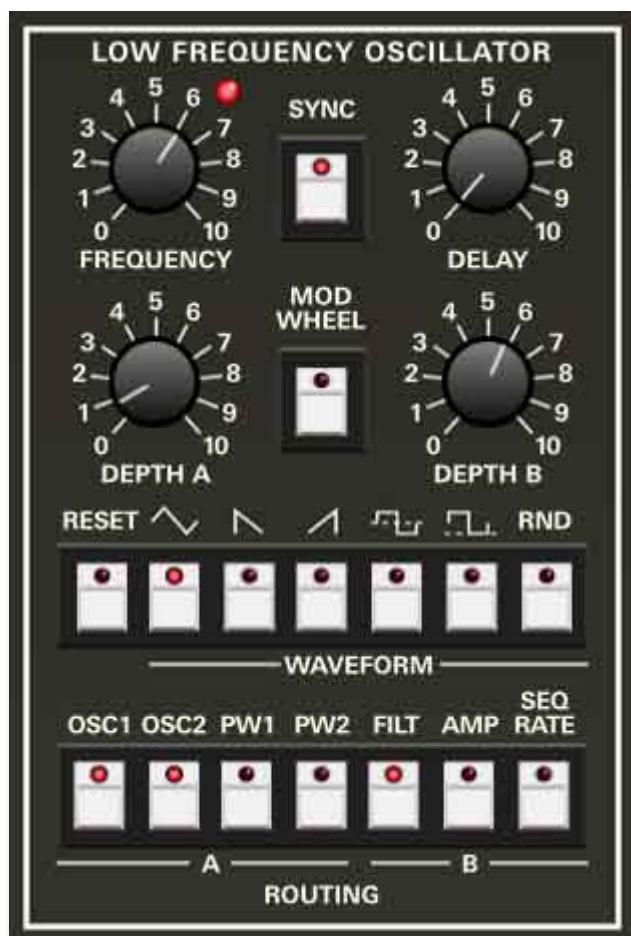 LOW FREQUENCY OSCILLATOR
0 1 2 3 4 5 6 7 8 9 10
FREQUENCY
SYNC
0 1 2 3 4 5 6 7 8 9 10
DELAY
0 1 2 3 4 5 6 7 8 9 10
DEPTH A
MOD
WHEEL
0 1 2 3 4 5 6 7 8 9 10
DEPTH B
RESET RND
WAVEFORM
OSC1 OSC2 PW1 PW2 FILT AMP SEQ
RATE
A B
ROUTING